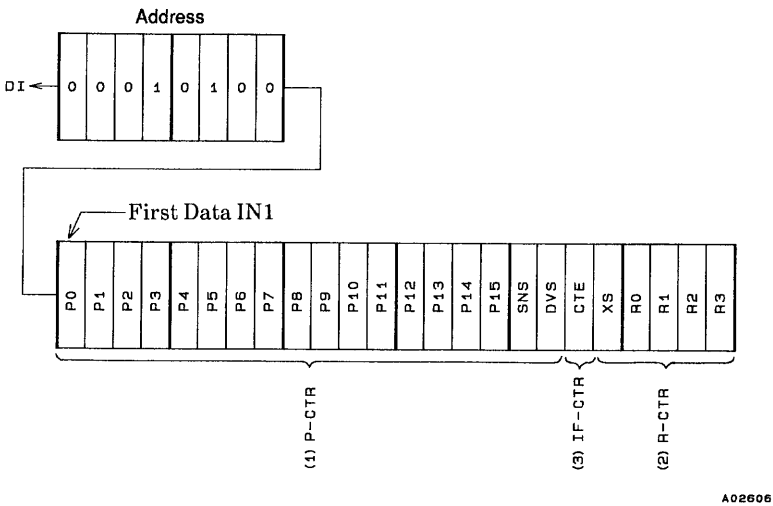 Address
DI 0 0 0 1 0 1 0 0
First Data IN1
P0 P1 P2 P3 P4 P5 P6 P7 P8 P9 P10 P11 P12 P13 P14 P15 SNS DVS CTE XS R0 R1 R2 R3
(1) P-CTR
(3) IF-CTR
(2) R-CTR
A02606